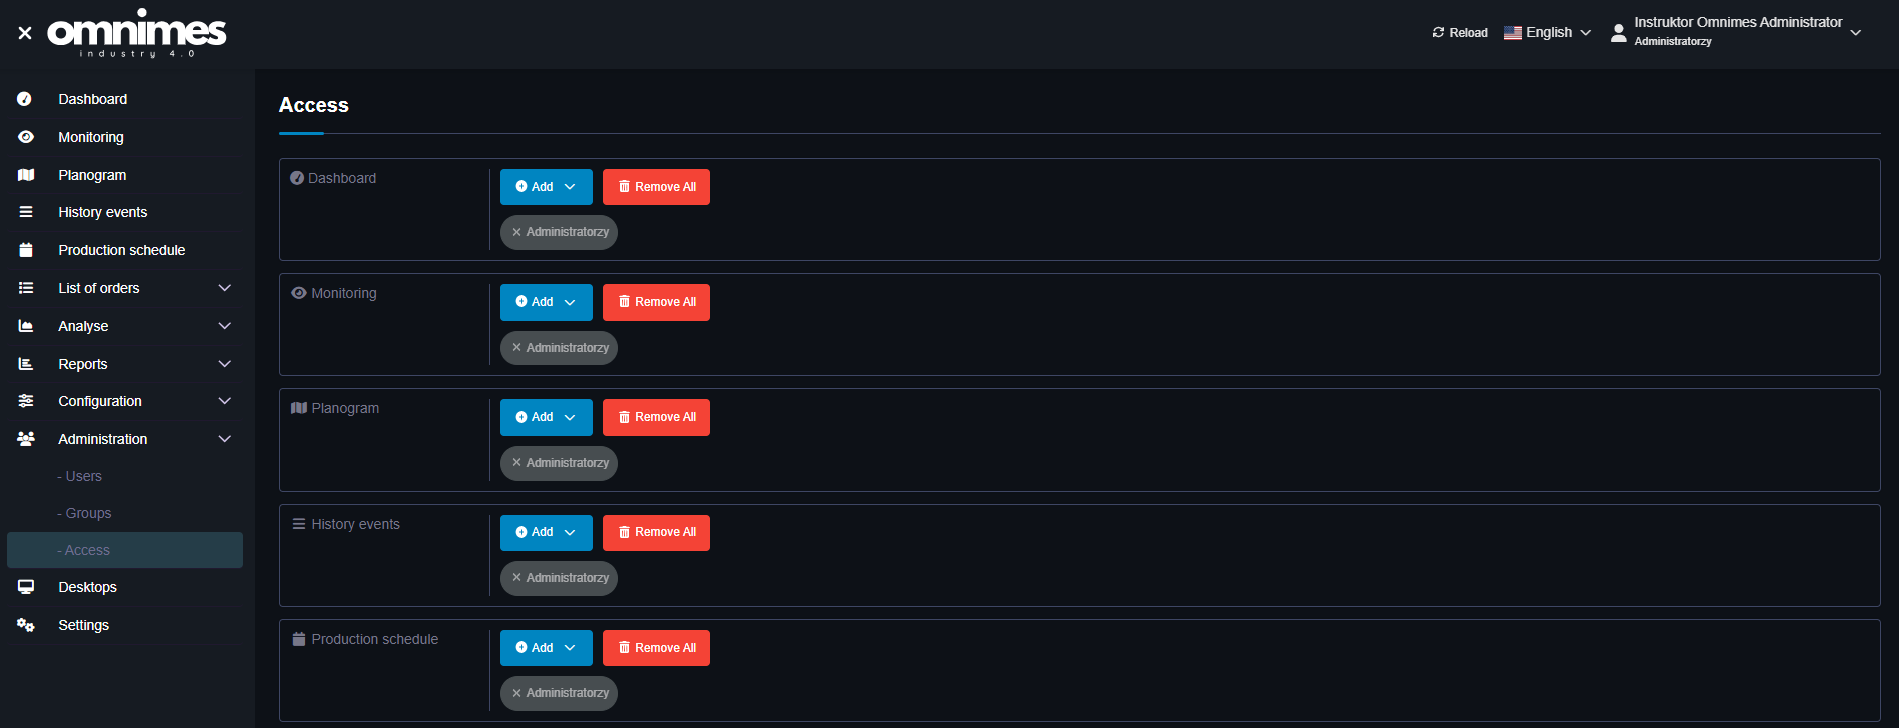 omnimes
industry 4.0
Reload
English
Instruktor Omnimes Administrator
Administratorzy
Dashboard
Monitoring
Planogram
History events
Production schedule
List of orders
Analyse
Reports
Configuration
Administration
- Users
- Groups
- Access
Desktops
Settings
Access
Dashboard
Add
Remove All
Administratorzy
Monitoring
Add
Remove All
Administratorzy
Planogram
Add
Remove All
Administratorzy
History events
Add
Remove All
Administratorzy
Production schedule
Add
Remove All
Administratorzy